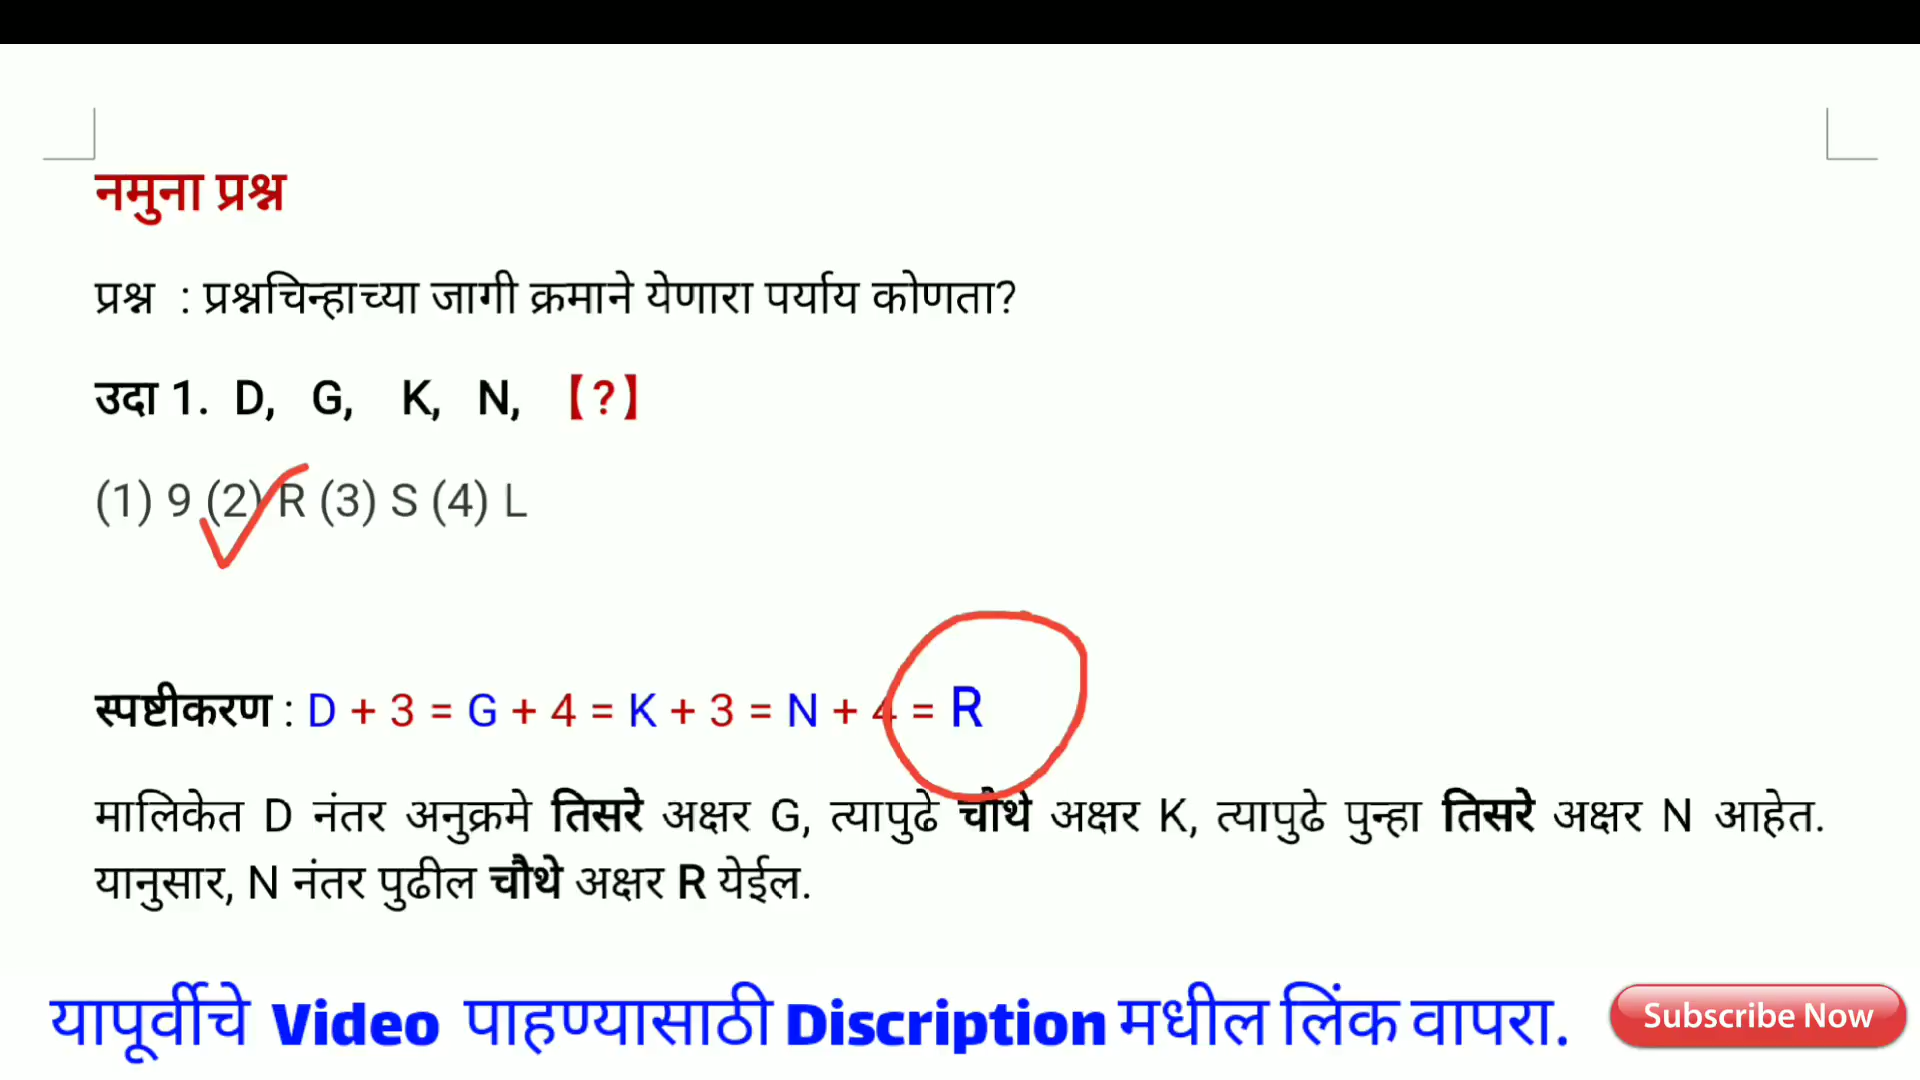 नमुना प्रश्न
प्रश्न : प्रश्नचिन्हाच्या जागी क्रमाने येणारा पर्याय कोणता?
उदा 1. D, G, K, N, 【?】
(1) 9 (2) R (3) S (4) L
स्पष्टीकरण : D + 3 = G + 4 = K + 3 = N + 4 = R
मालिकेत D नंतर अनुक्रमे तिसरे अक्षर G, त्यापुढे चौथे अक्षर K, त्यापुढे पुन्हा तिसरे अक्षर N आहेत.
यानुसार, N नंतर पुढील चौथे अक्षर R येईल.
यापूर्वीचे Video पाहण्यासाठी Discription मधील लिंक वापरा.
Subscribe Now